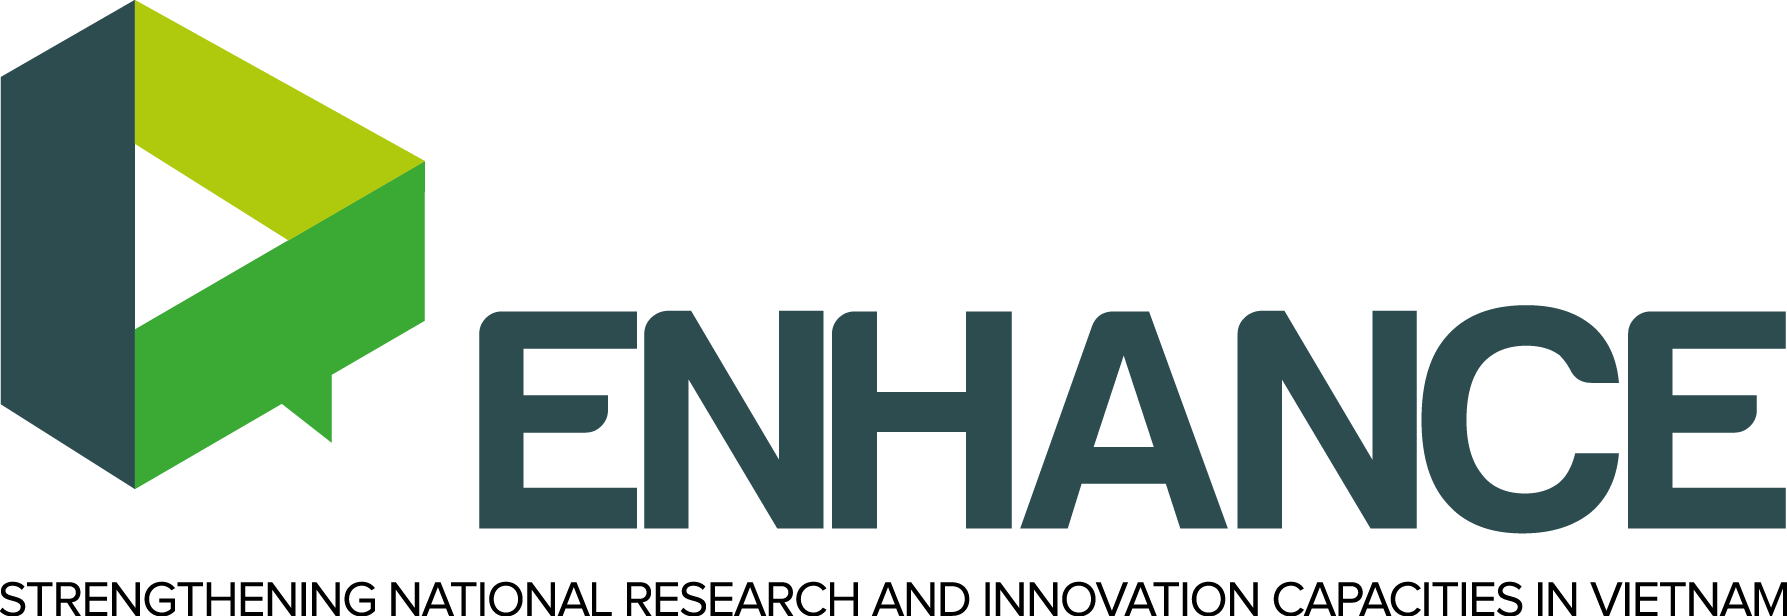 ENHANCE
STRENGTHENING NATIONAL RESEARCH AND INNOVATION CAPACITIES IN VIETNAM